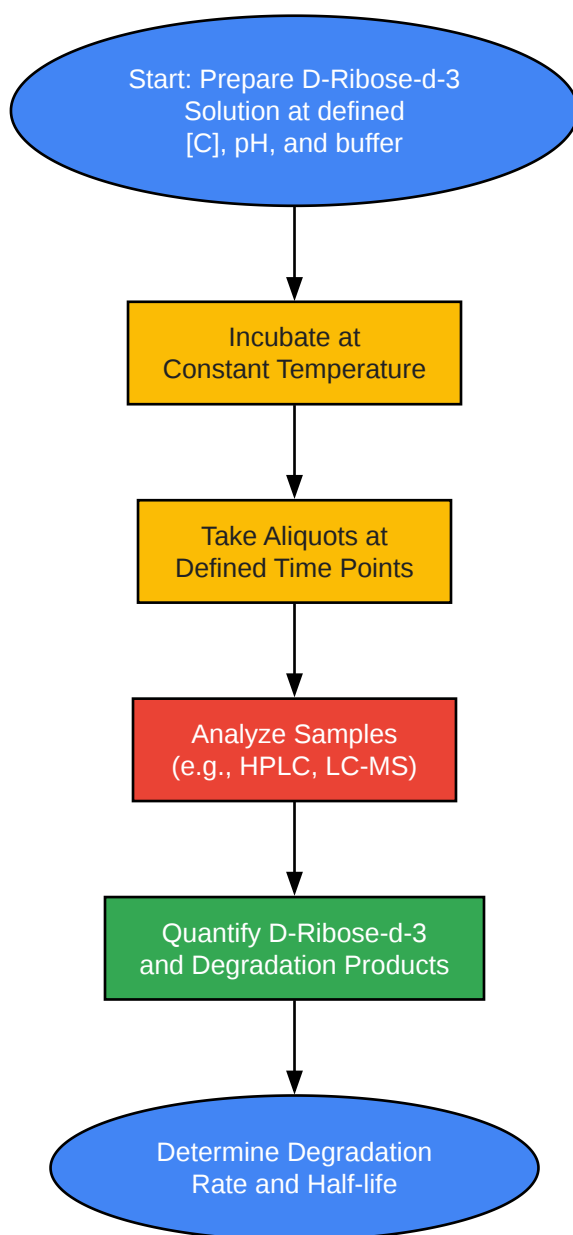 Start: Prepare D-Ribose-d-3
Solution at defined
[C], pH, and buffer
Incubate at
Constant Temperature
Take Aliquots at
Defined Time Points
Analyze Samples
(e.g., HPLC, LC-MS)
Quantify D-Ribose-d-3
and Degradation Products
Determine Degradation
Rate and Half-life